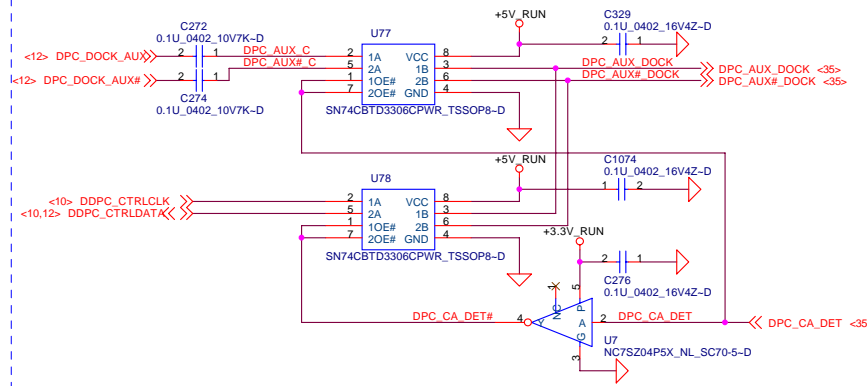 C272
0.1U_0402_10V7K~D
<12> DPC_DOCK_AUX
2 1
DPC_AUX_C
<12> DPC_DOCK_AUX#
2 1
DPC_AUX#_C
C274
0.1U_0402_10V7K~D
U77
2 1A VCC 8
5 2A 1B 3
1 1OE# 2B 6
7 2OE# GND 4
SN74CBTD3306CPWR_TSSOP8~D
+5V_RUN
C329
0.1U_0402_16V4Z~D
2 1
DPC_AUX_DOCK
DPC_AUX#_DOCK
DPC_AUX_DOCK <35>
DPC_AUX#_DOCK <35>
U78
<10> DDPC_CTRLCLK
<10,12> DDPC_CTRLDATA
2 1A VCC 8
5 2A 1B 3
1 1OE# 2B 6
7 2OE# GND 4
SN74CBTD3306CPWR_TSSOP8~D
+5V_RUN
C1074
0.1U_0402_16V4Z~D
1 2
+3.3V_RUN
2 1
C276
0.1U_0402_16V4Z~D
DPC_CA_DET#
4 Y NC 1 P 5 A 2 G 3
DPC_CA_DET
DPC_CA_DET <35
U7
NC7SZ04P5X_NL_SC70-5~D